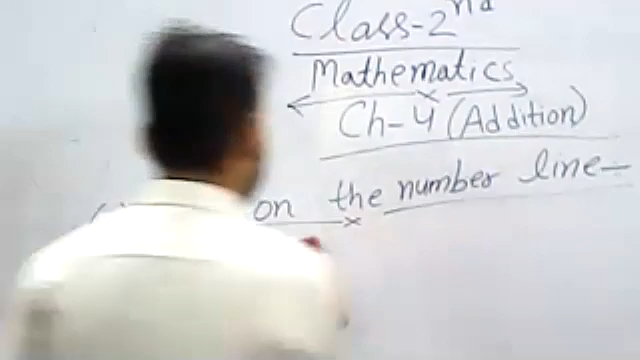 Class-2nd
Mathematics
Ch-4 (Addition)
on the number line-